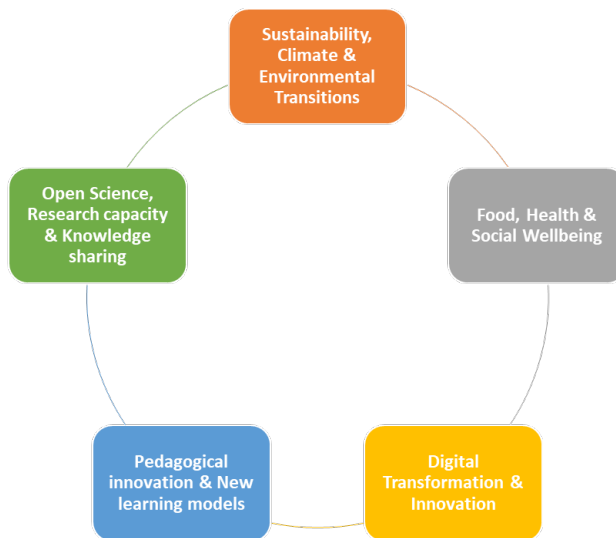 Sustainability,
Climate &
Environmental
Transitions
Food, Health &
Social Wellbeing
Digital
Transformation &
Innovation
Pedagogical
innovation & New
learning models
Open Science,
Research capacity
& Knowledge
sharing